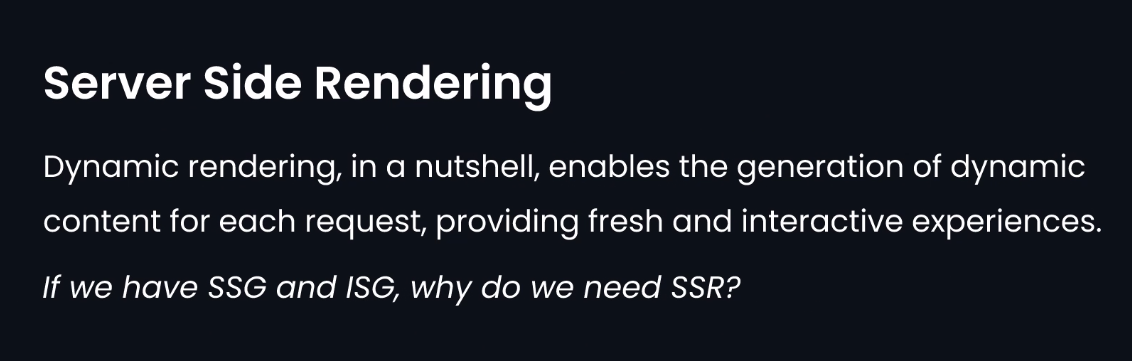 Server Side Rendering
Dynamic rendering, in a nutshell, enables the generation of dynamic
content for each request, providing fresh and interactive experiences.
If we have SSG and ISG, why do we need SSR?